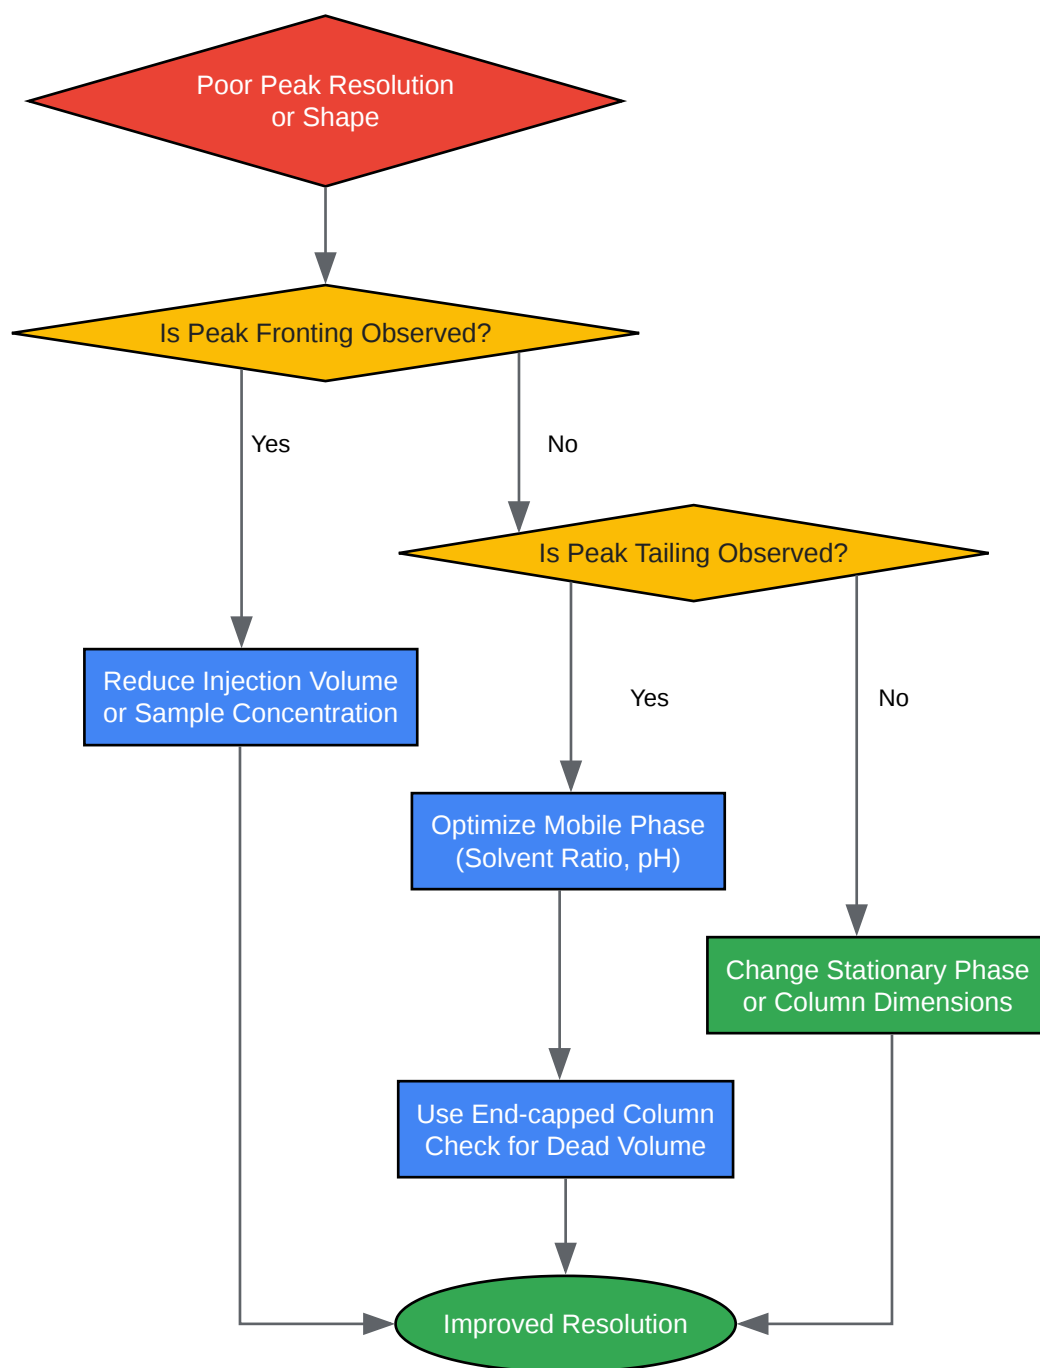 Poor Peak Resolution
or Shape
Is Peak Fronting Observed?
Yes
No
Is Peak Tailing Observed?
Reduce Injection Volume
or Sample Concentration
Yes
No
Optimize Mobile Phase
(Solvent Ratio, pH)
Change Stationary Phase
or Column Dimensions
Use End-capped Column
Check for Dead Volume
Improved Resolution